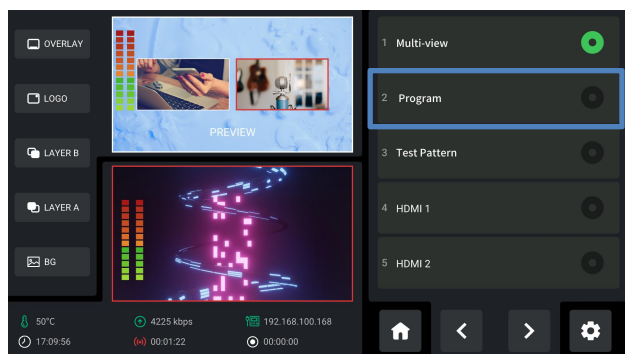 OVERLAY
LOGO
LAYER B
LAYER A
BG
PREVIEW
50°C
4225 kbps
192.168.100.168
17:09:56
00:01:22
00:00:00
1 Multi-view
2 Program
3 Test Pattern
4 HDMI 1
5 HDMI 2